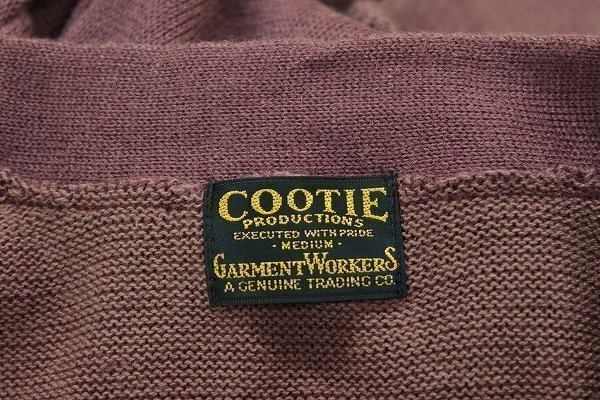 COOTIE
PRODUCTIONS
EXECUTED WITH PRIDE
- MEDIUM -
GARMENTWORKERS
A GENUINE TRADING CO.